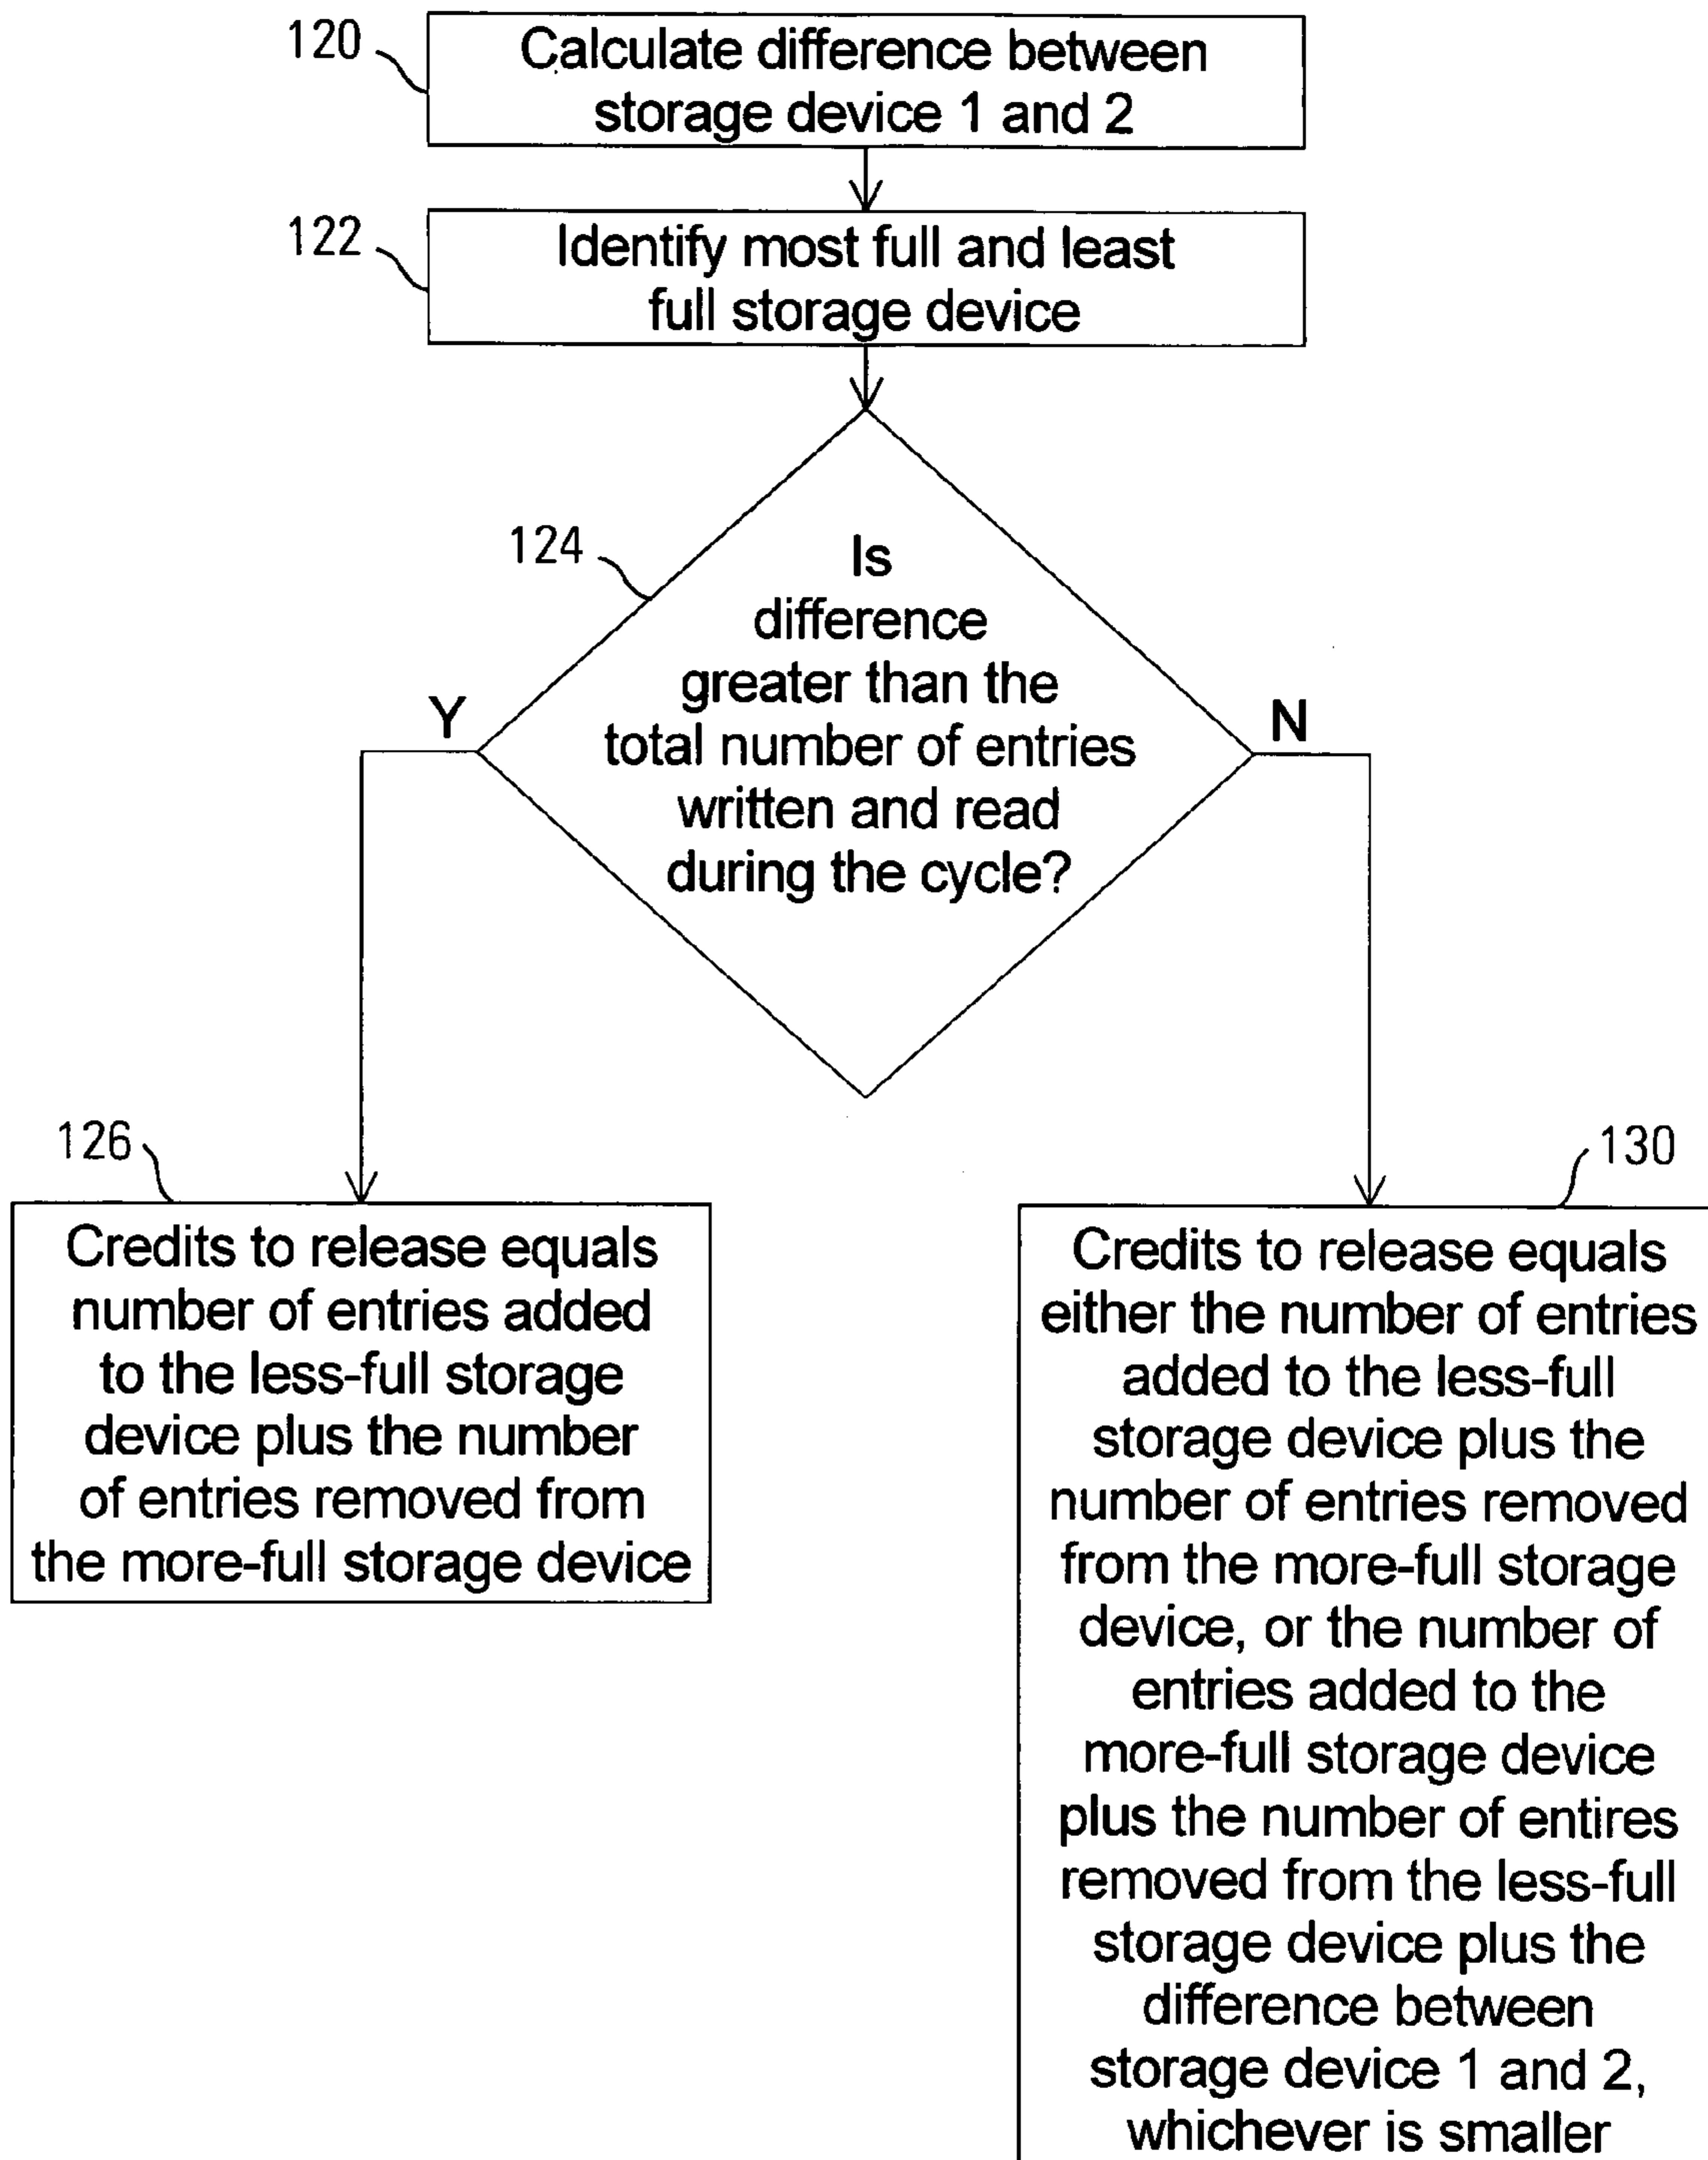 120
Calculate difference between
storage device 1 and 2
122
Identify most full and least
full storage device
124
Is
difference
greater than the
total number of entries
written and read
during the cycle?
Y
N
126
Credits to release equals
number of entries added
to the less-full storage
device plus the number
of entries removed from
the more-full storage device
130
Credits to release equals
either the number of entries
added to the less-full
storage device plus the
number of entries removed
from the more-full storage
device, or the number of
entries added to the
more-full storage device
plus the number of entires
removed from the less-full
storage device plus the
difference between
storage device 1 and 2,
whichever is smaller